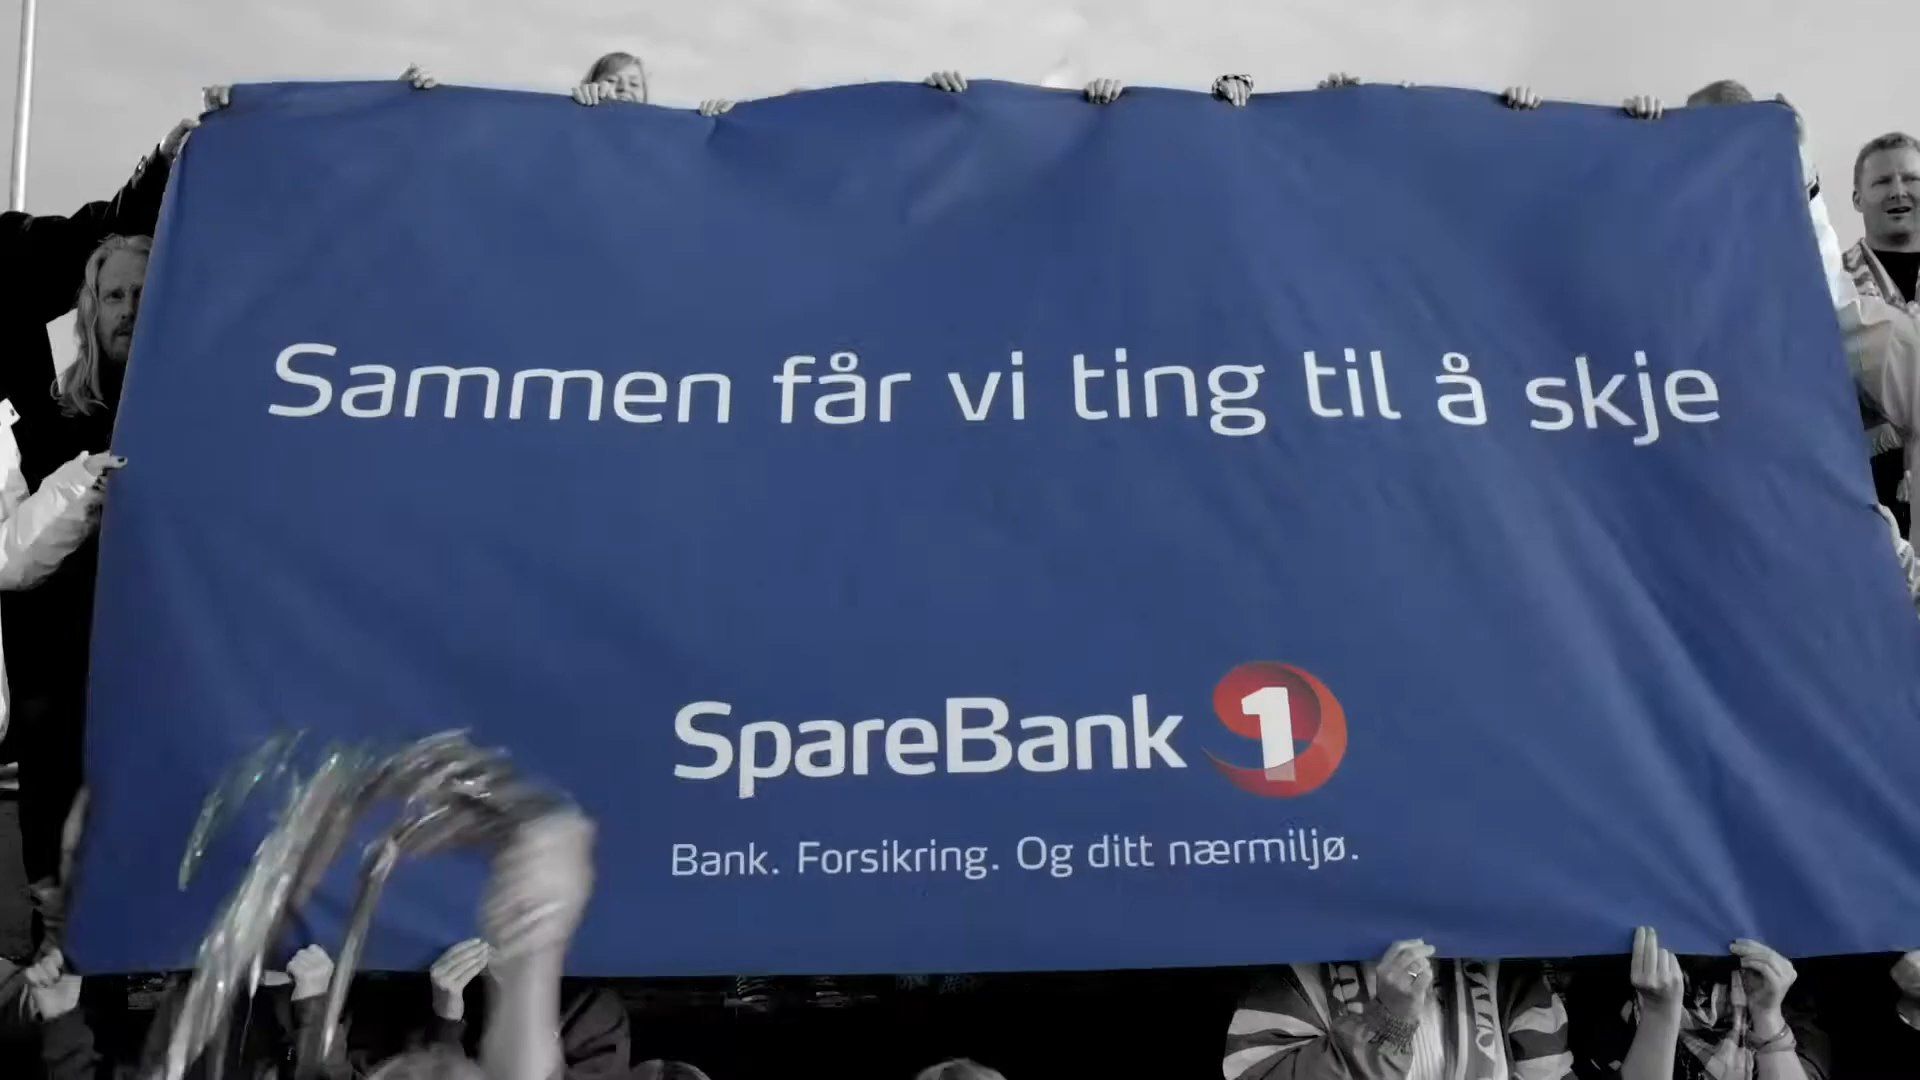 Sammen får vi ting til å skje
SpareBank 1
Bank. Forsikring. Og ditt nærmiljø.